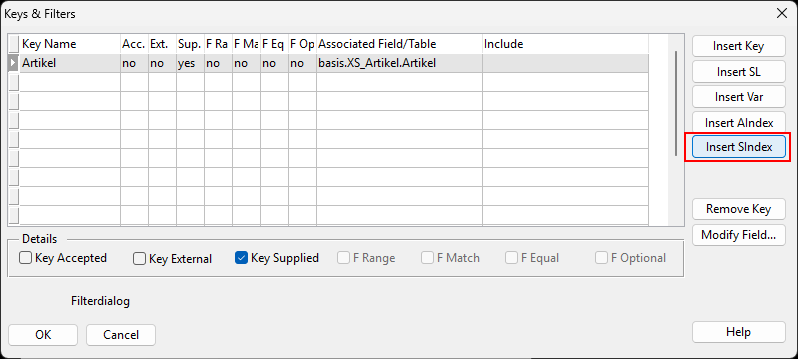 Keys & Filters
Key Name Acc. Ext. Sup. F Ra F Ma F Eq F Op Associated Field/Table Include
Artikel no no yes no no no no basis.XS_Artikel.Artikel
Insert Key
Insert SL
Insert Var
Insert AIndex
Insert SIndex
Remove Key
Modify Field...
Details
Key Accepted Key External Key Supplied F Range F Match F Equal F Optional
Filterdialog
OK Cancel Help